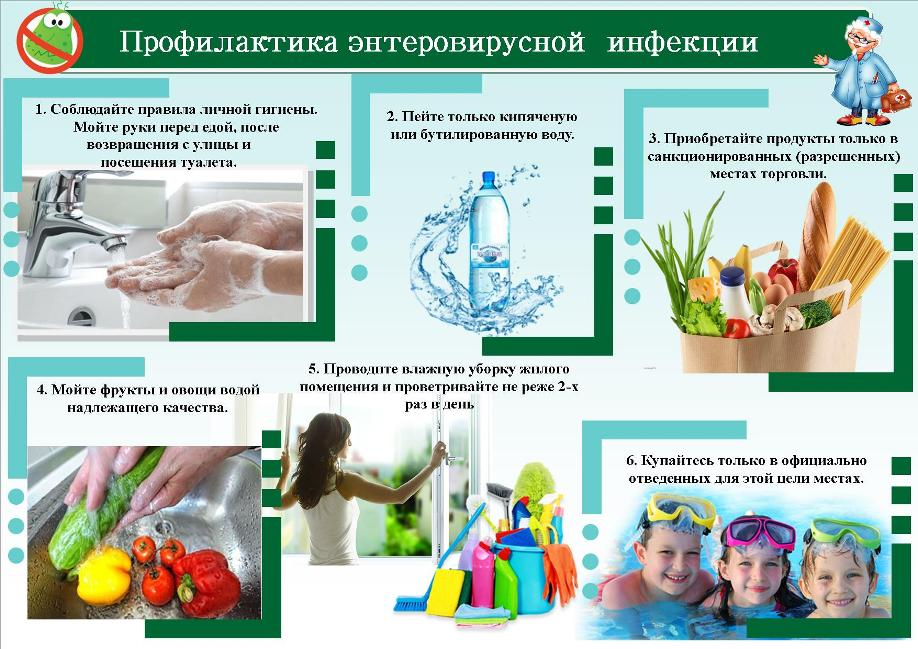 Профилактика энтеровирусной инфекции
1. Соблюдайте правила личной гигиены.
Мойте руки перед едой, после
возвращения с улицы и
посещения туалета.
2. Пейте только кипяченую
или бутилированную воду.
3. Приобретайте продукты только в
санкционированных (разрешенных)
местах торговли.
4. Мойте фрукты и овощи водой
надлежащего качества.
5. Проводите влажную уборку жилого
помещения и проветривайте не реже 2-х
раз в день
6. Купайтесь только в официально
отведенных для этой цели местах.